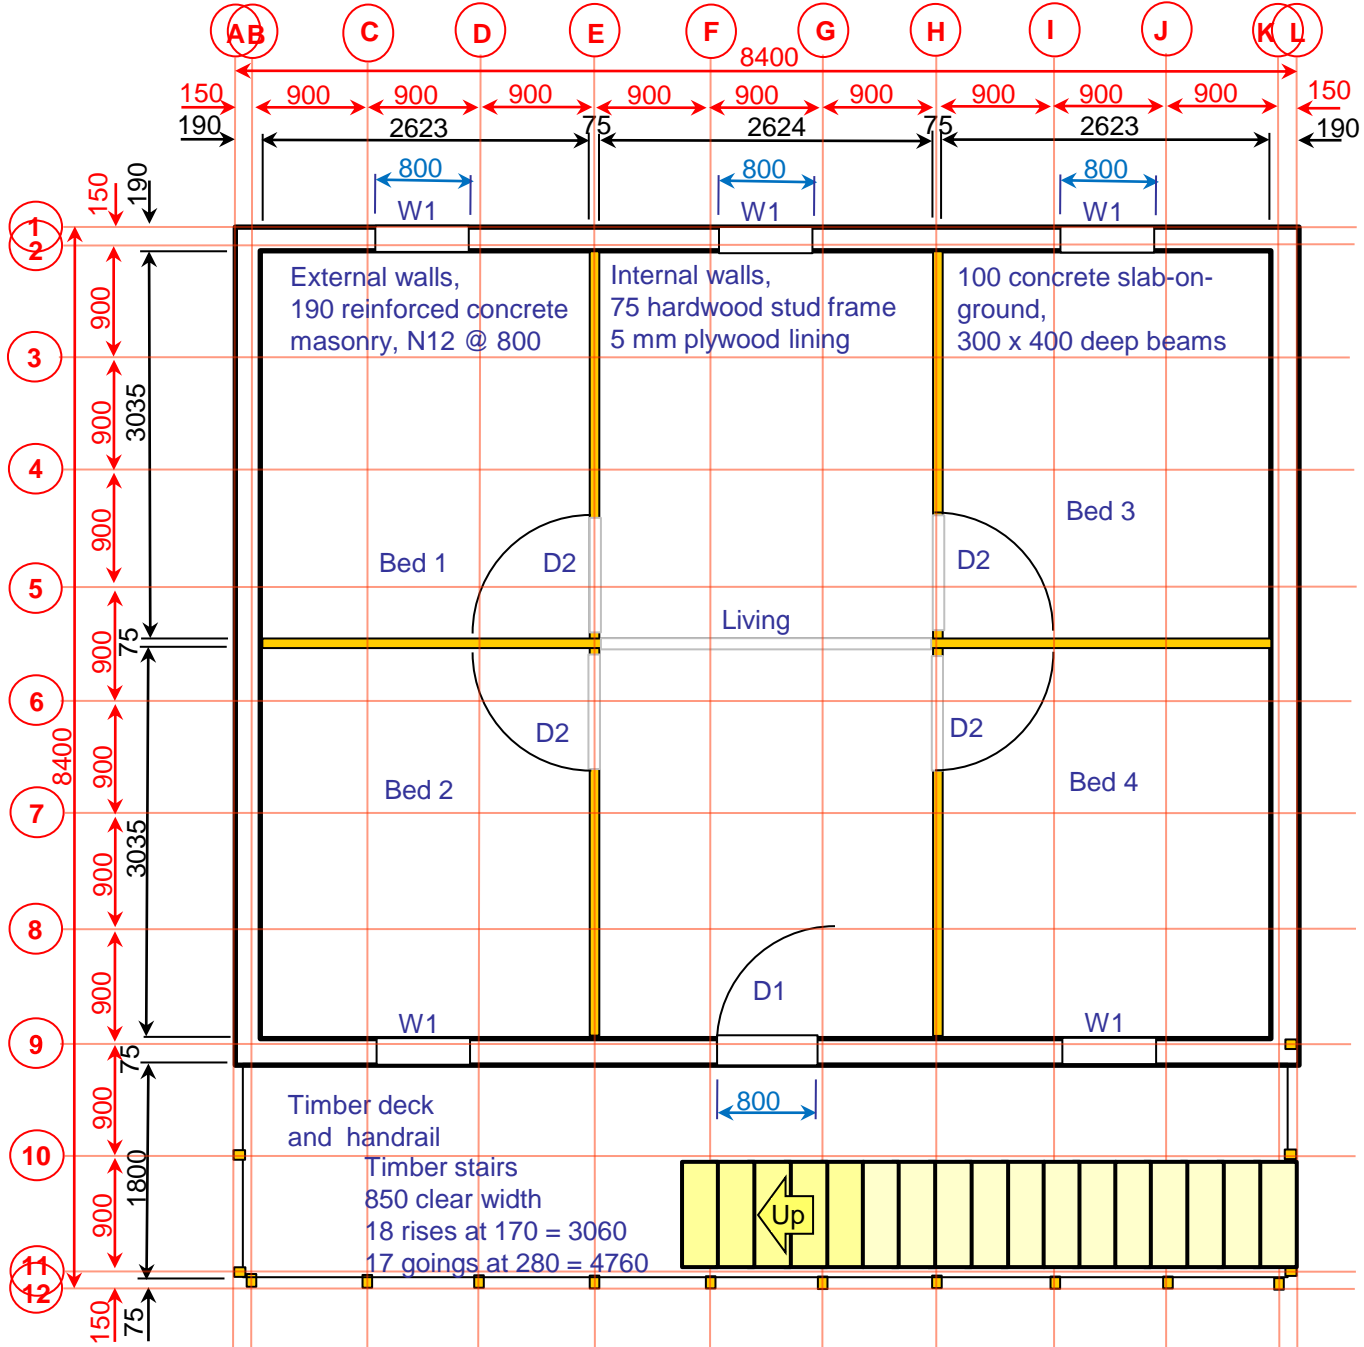 A B C D E F G H I J K L
8400
150 900 900 900 900 900 900 900 900 900 150
190 2623 75 2624 75 2623 190
800 800 800
W1 W1 W1
150 190
1
2
3
4
5
6
7
8
9
10
11
12
8400
900
900
900
900
900
900
900
900
900
150
3035
75
3035
75
1800
75
External walls,
190 reinforced concrete
masonry, N12 @ 800
Internal walls,
75 hardwood stud frame
5 mm plywood lining
100 concrete slab-on-
ground,
300 x 400 deep beams
Bed 1
D2
D2
Bed 3
Living
D2
D2
Bed 2
Bed 4
D1
W1
W1
800
Timber deck
and handrail
Timber stairs
850 clear width
18 rises at 170 = 3060
17 goings at 280 = 4760
Up